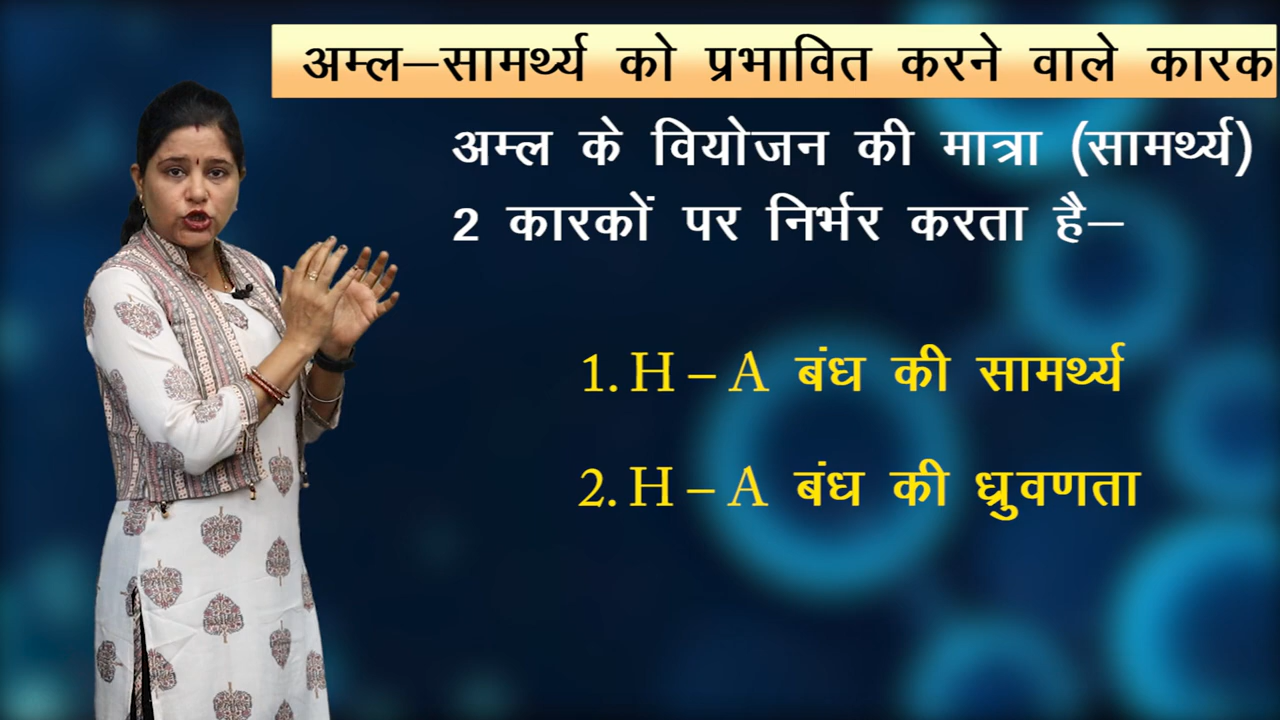 अम्ल–सामर्थ्य को प्रभावित करने वाले कारक
अम्ल के वियोजन की मात्रा (सामर्थ्य)
2 कारकों पर निर्भर करता है–
1. H – A बंध की सामर्थ्य
2. H – A बंध की ध्रुवणता